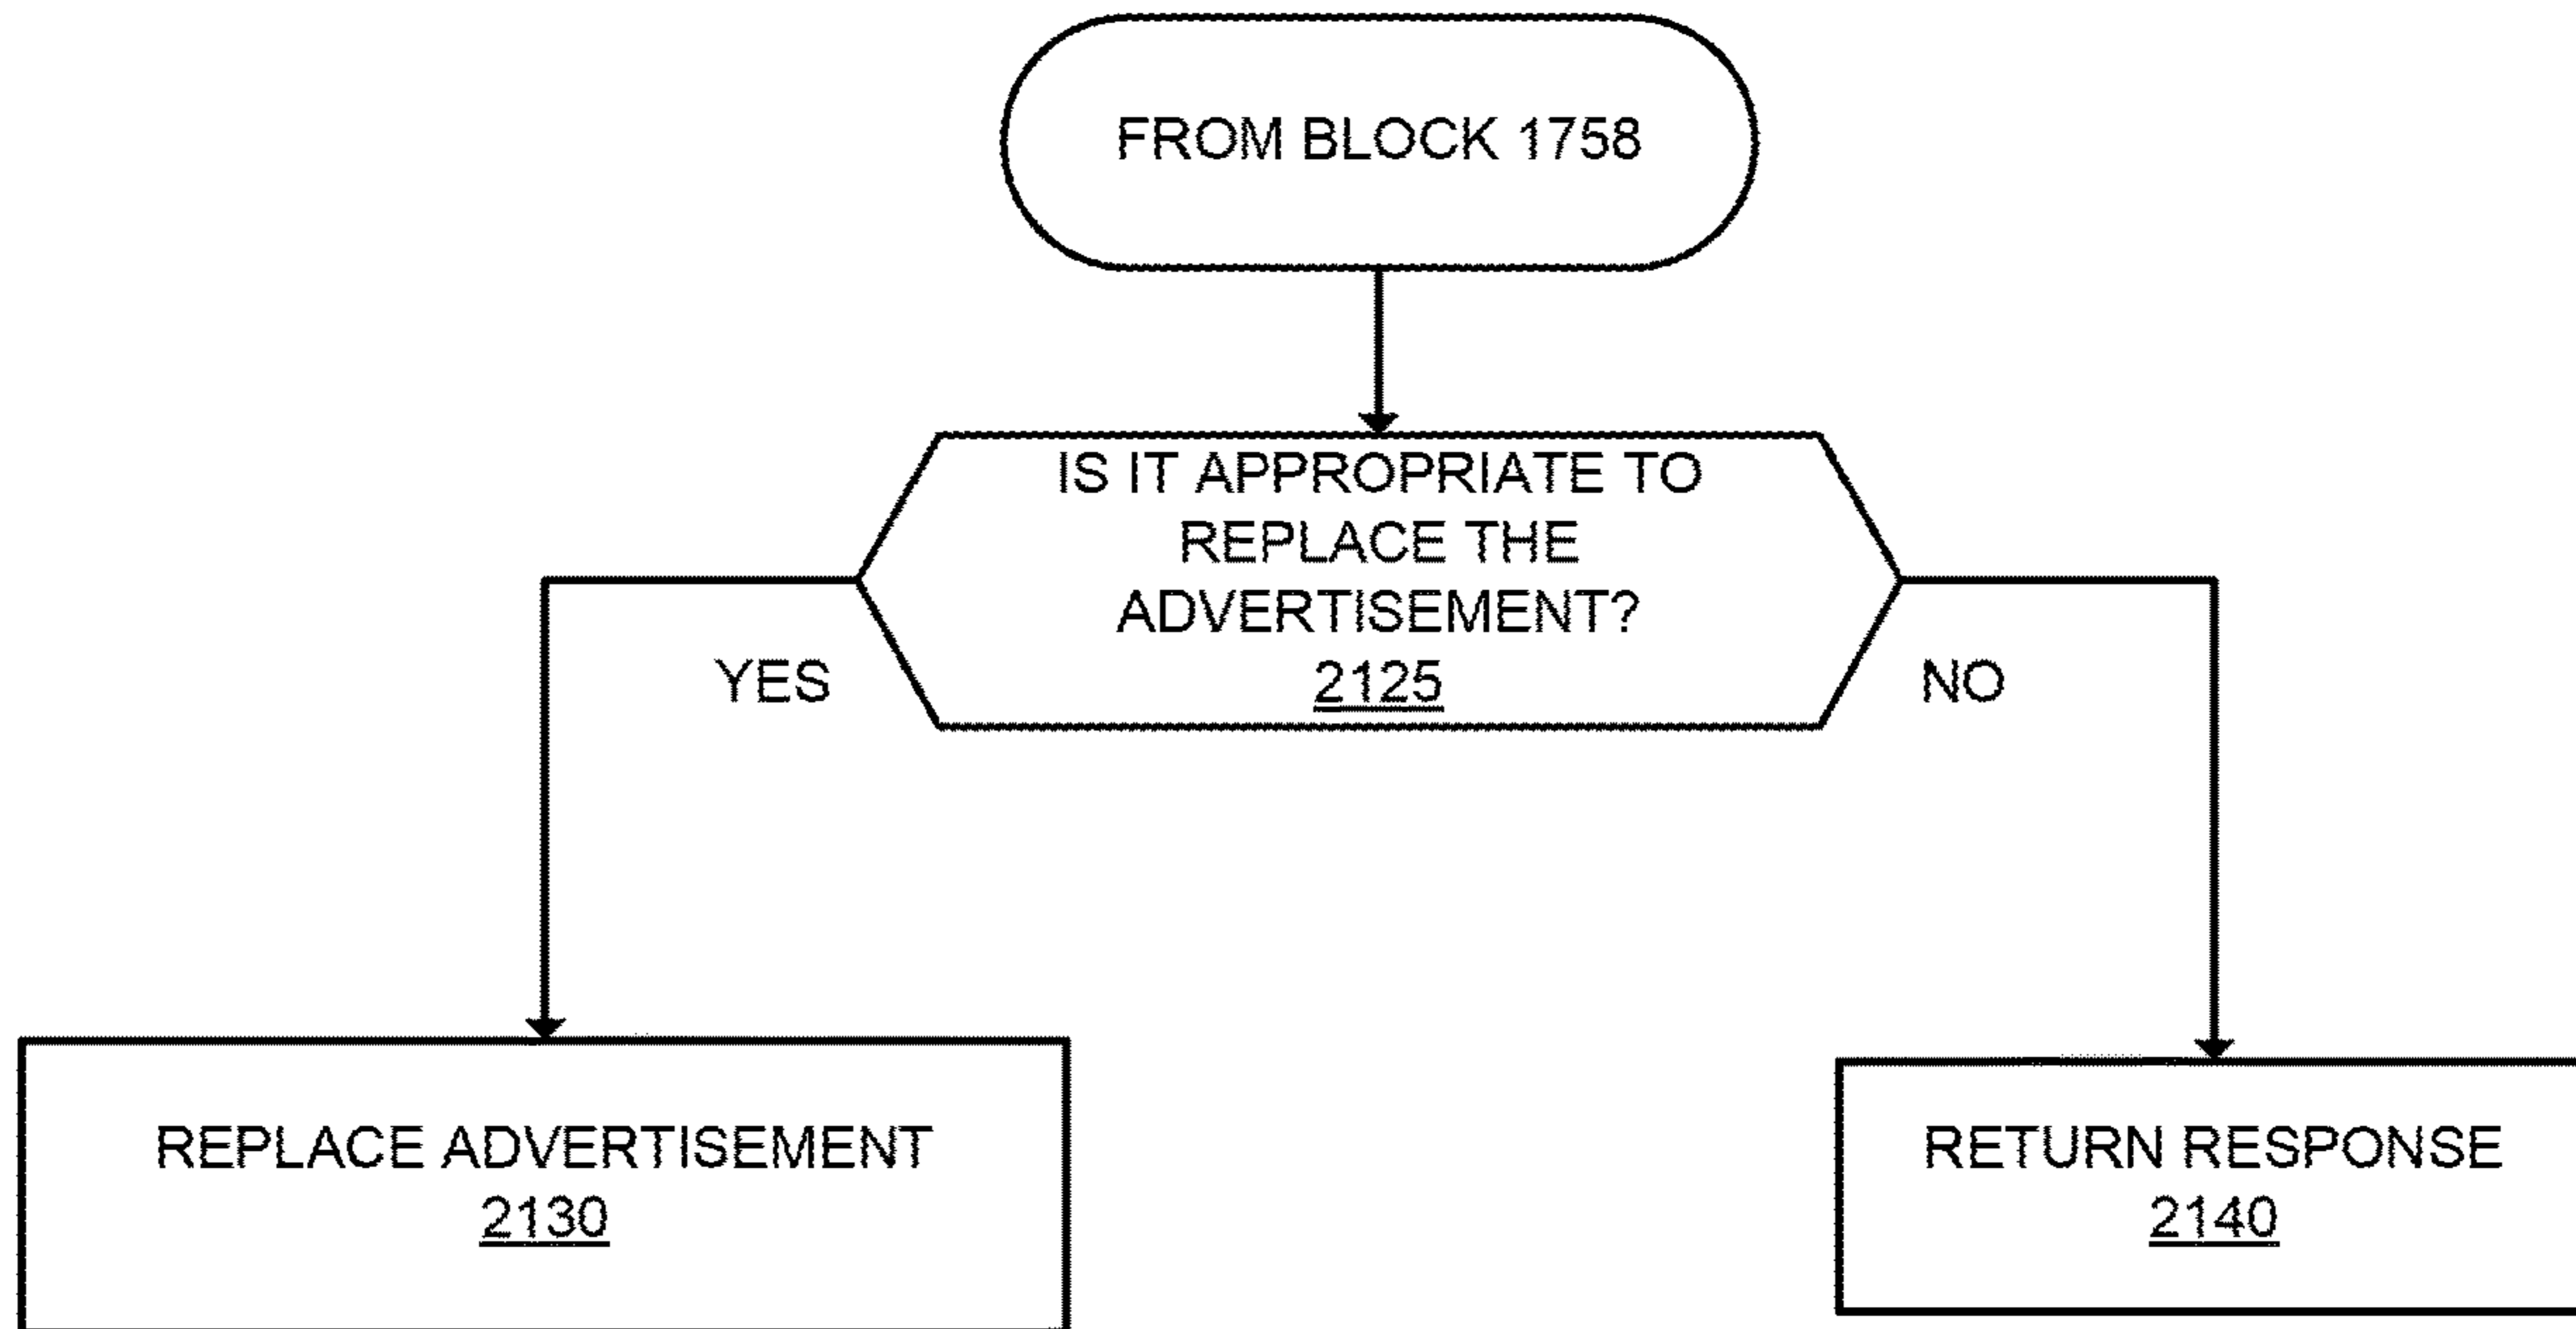 FROM BLOCK 1758
IS IT APPROPRIATE TO
REPLACE THE
ADVERTISEMENT?
2125
YES
NO
REPLACE ADVERTISEMENT
2130
RETURN RESPONSE
2140